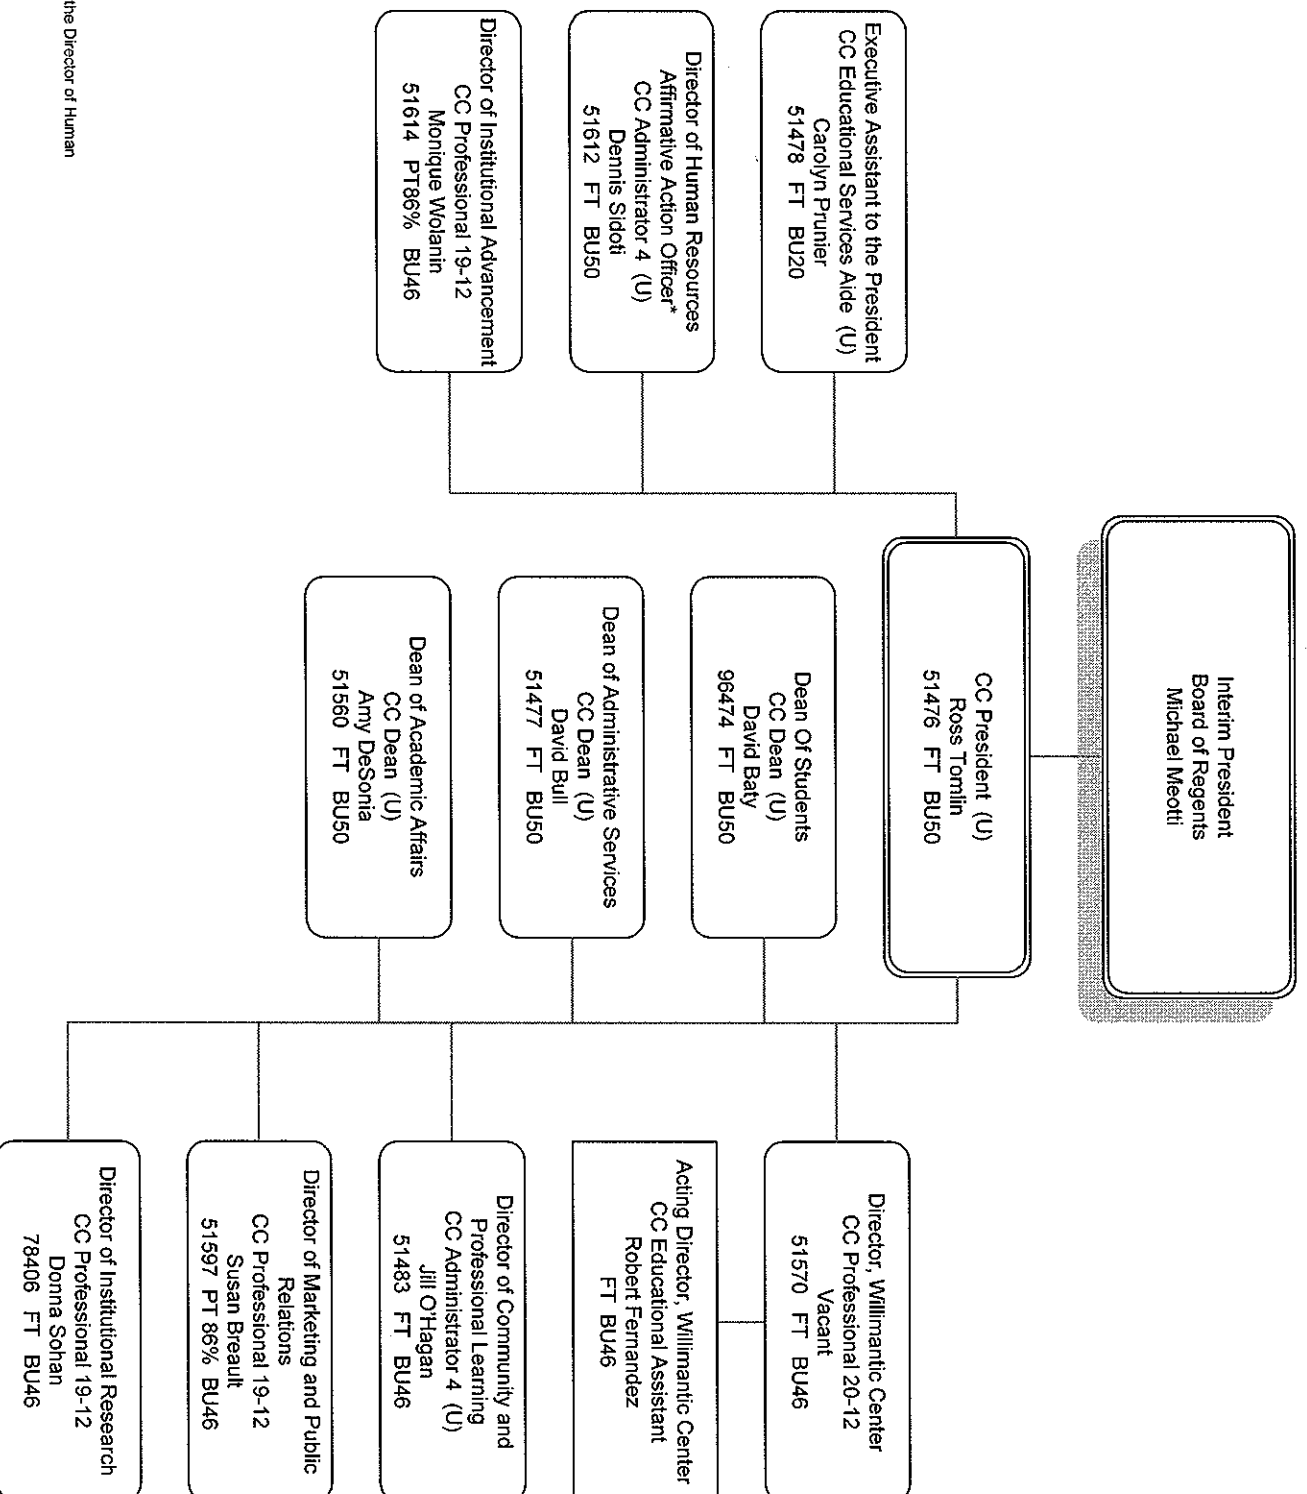 Interim President
Board of Regents
Michael Meotti
CC President (U)
Ross Tomlin
51476 FT BU50
Executive Assistant to the President
CC Educational Services Aide (U)
Carolyn Prunier
51478 FT BU20
Director of Human Resources
Affirmative Action Officer*
CC Administrator 4 (U)
Dennis Sidoti
51612 FT BU50
Director of Institutional Advancement
CC Professional 19-12
Monique Wolanin
51614 PT86% BU46
Dean Of Students
CC Dean (U)
David Baty
96474 FT BU50
Dean of Administrative Services
CC Dean (U)
David Bull
51477 FT BU50
Dean of Academic Affairs
CC Dean (U)
Amy DeSonia
51560 FT BU50
Director, Willimantic Center
CC Professional 20-12
Vacant
51570 FT BU46
Acting Director, Willimantic Center
CC Educational Assistant
Robert Fernandez
FT BU46
Director of Community and
Professional Learning
CC Administrator 4 (U)
Jill O'Hagan
51483 FT BU46
Director of Marketing and Public
Relations
CC Professional 19-12
Susan Breault
51597 PT 86% BU46
Director of Institutional Research
CC Professional 19-12
Donna Sohan
78406 FT BU46
the Director of Human